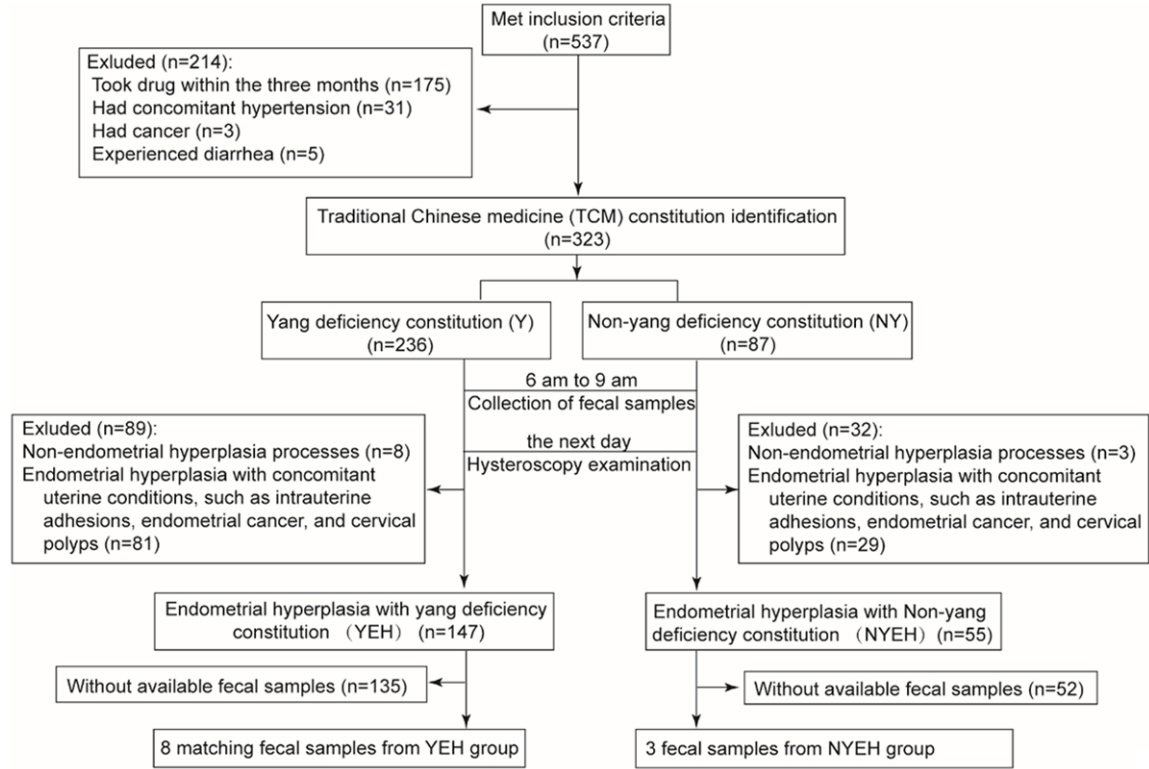 Met inclusion criteria
(n=537)
Exluded (n=214):
Took drug within the three months (n=175)
Had concomitant hypertension (n=31)
Had cancer (n=3)
Experienced diarrhea (n=5)
Traditional Chinese medicine (TCM) constitution identification
(n=323)
Yang deficiency constitution (Y)
(n=236)
Non-yang deficiency constitution (NY)
(n=87)
6 am to 9 am
Collection of fecal samples
the next day
Hysteroscopy examination
Exluded (n=89):
Non-endometrial hyperplasia processes (n=8)
Endometrial hyperplasia with concomitant
uterine conditions, such as intrauterine
adhesions, endometrial cancer, and cervical
polyps (n=81)
Exluded (n=32):
Non-endometrial hyperplasia processes (n=3)
Endometrial hyperplasia with concomitant
uterine conditions, such as intrauterine
adhesions, endometrial cancer, and cervical
polyps (n=29)
Endometrial hyperplasia with yang deficiency
constitution （YEH） (n=147)
Endometrial hyperplasia with Non-yang
deficiency constitution （NYEH） (n=55)
Without available fecal samples (n=135)
Without available fecal samples (n=52)
8 matching fecal samples from YEH group
3 fecal samples from NYEH group